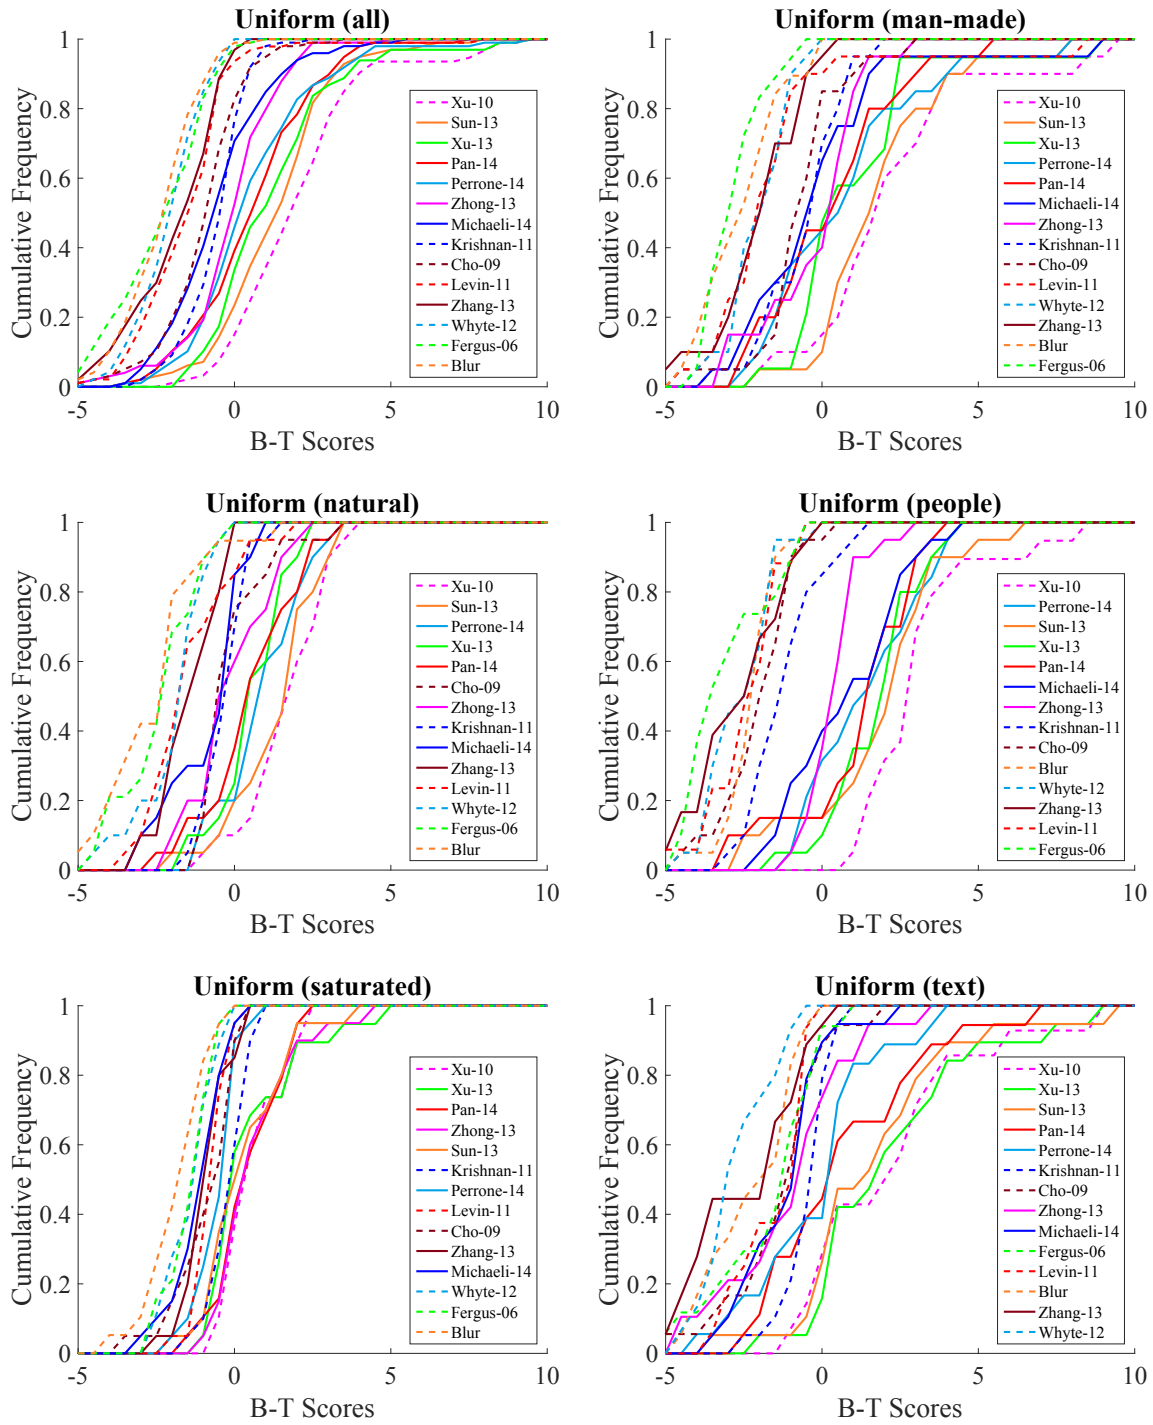 Uniform (all)
1
0.8
0.6
0.4
0.2
0
-5
0
5
10
Cumulative Frequency
B-T Scores
Xu-10
Sun-13
Xu-13
Pan-14
Perrone-14
Zhong-13
Michaeli-14
Krishnan-11
Cho-09
Levin-11
Zhang-13
Whyte-12
Fergus-06
Blur
Uniform (man-made)
1
0.8
0.6
0.4
0.2
0
-5
0
5
10
Cumulative Frequency
B-T Scores
Xu-10
Sun-13
Xu-13
Perrone-14
Pan-14
Michaeli-14
Zhong-13
Krishnan-11
Cho-09
Levin-11
Whyte-12
Zhang-13
Blur
Fergus-06
Uniform (natural)
1
0.8
0.6
0.4
0.2
0
-5
0
5
10
Cumulative Frequency
B-T Scores
Xu-10
Sun-13
Perrone-14
Xu-13
Pan-14
Cho-09
Zhong-13
Krishnan-11
Michaeli-14
Zhang-13
Levin-11
Whyte-12
Fergus-06
Blur
Uniform (people)
1
0.8
0.6
0.4
0.2
0
-5
0
5
10
Cumulative Frequency
B-T Scores
Xu-10
Perrone-14
Sun-13
Xu-13
Pan-14
Michaeli-14
Zhong-13
Krishnan-11
Cho-09
Blur
Whyte-12
Zhang-13
Levin-11
Fergus-06
Uniform (saturated)
1
0.8
0.6
0.4
0.2
0
-5
0
5
10
Cumulative Frequency
B-T Scores
Xu-10
Xu-13
Pan-14
Zhong-13
Sun-13
Krishnan-11
Perrone-14
Levin-11
Cho-09
Zhang-13
Michaeli-14
Whyte-12
Fergus-06
Blur
Uniform (text)
1
0.8
0.6
0.4
0.2
0
-5
0
5
10
Cumulative Frequency
B-T Scores
Xu-10
Xu-13
Sun-13
Pan-14
Perrone-14
Krishnan-11
Cho-09
Zhong-13
Michaeli-14
Fergus-06
Levin-11
Blur
Zhang-13
Whyte-12